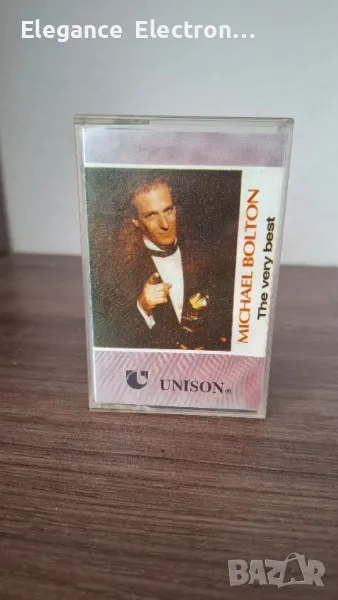 Elegance Electron...
MICHAEL BOLTON
The very best
UNISON®
BAZAR